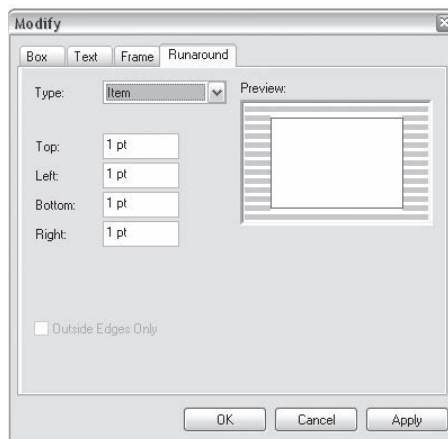 Modify
Box Text Frame Runaround
Type: Item
Preview:
Top: 1 pt
Left: 1 pt
Bottom: 1 pt
Right: 1 pt
Outside Edges Only
OK Cancel Apply